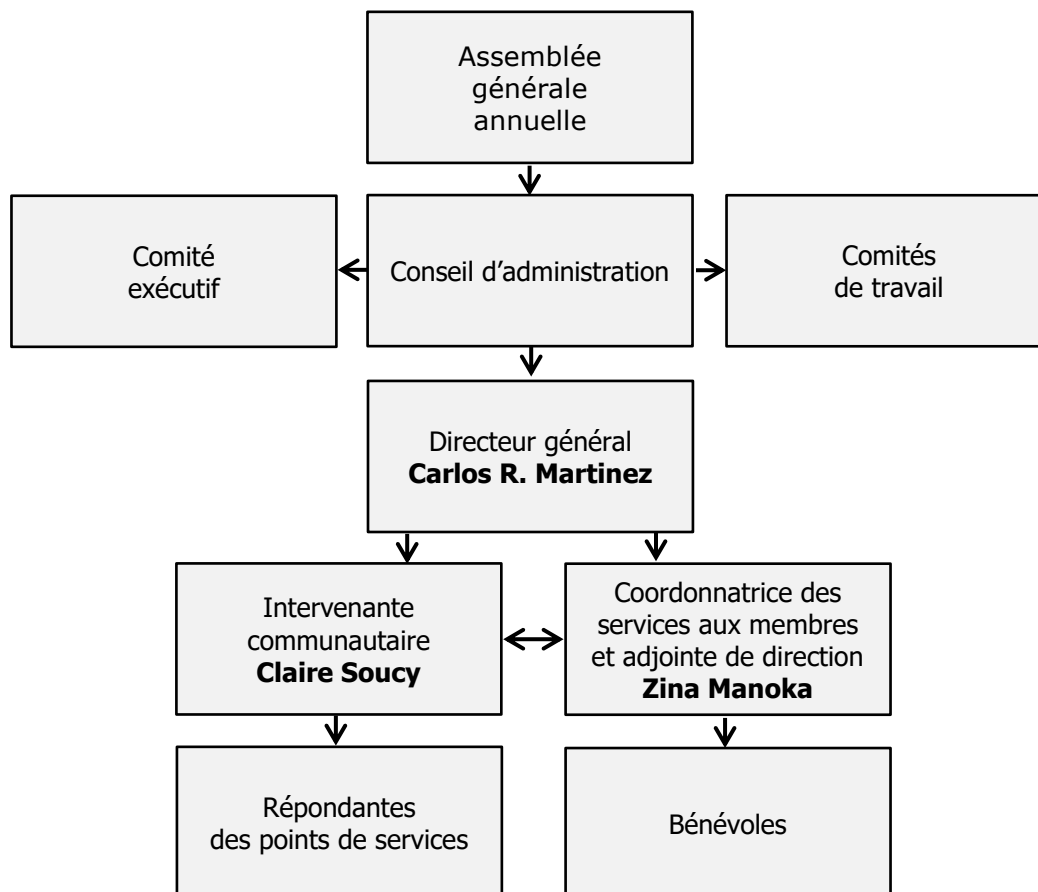 Assemblée
générale
annuelle
Comité
exécutif
Conseil d’administration
Comités
de travail
Directeur général
Carlos R. Martinez
Intervenante
communautaire
Claire Soucy
Coordonnatrice des
services aux membres
et adjointe de direction
Zina Manoka
Répondantes
des points de services
Bénévoles